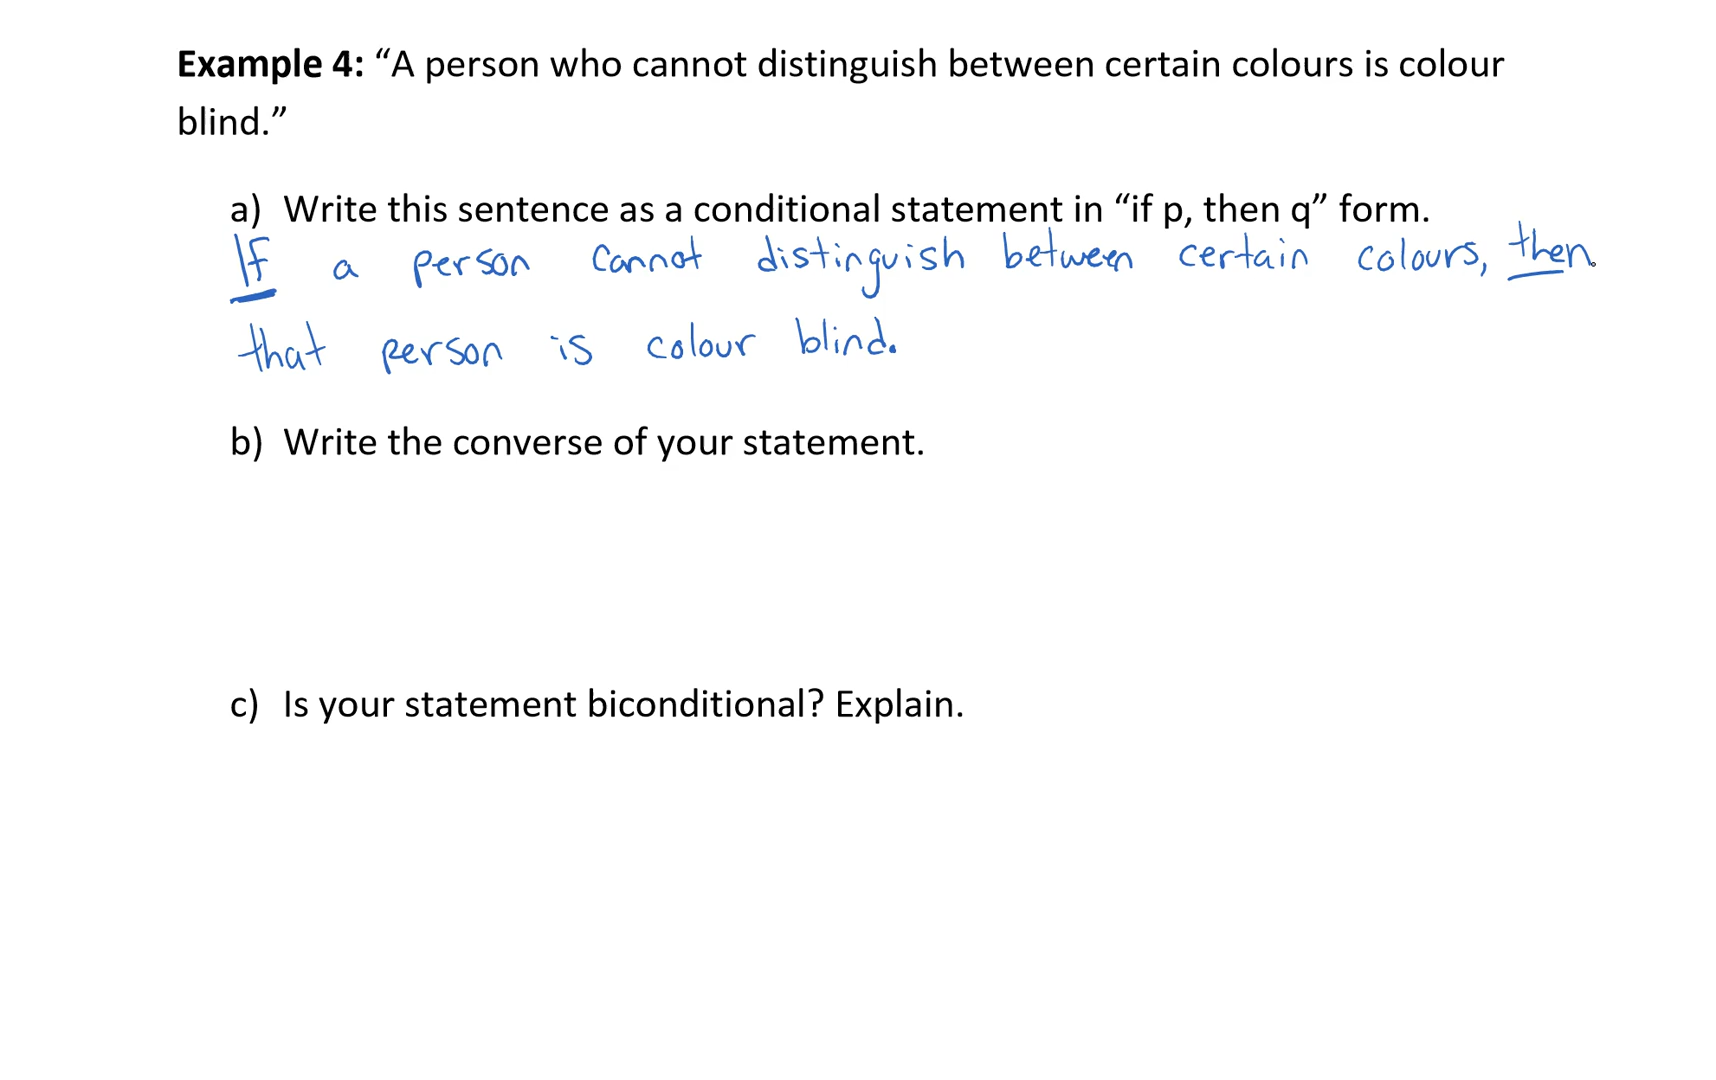 Example 4: “A person who cannot distinguish between certain colours is colour
blind.”
a) Write this sentence as a conditional statement in “if p, then q” form.
If a person cannot distinguish between certain colours, then
that person is colour blind.
b) Write the converse of your statement.
c) Is your statement biconditional? Explain.